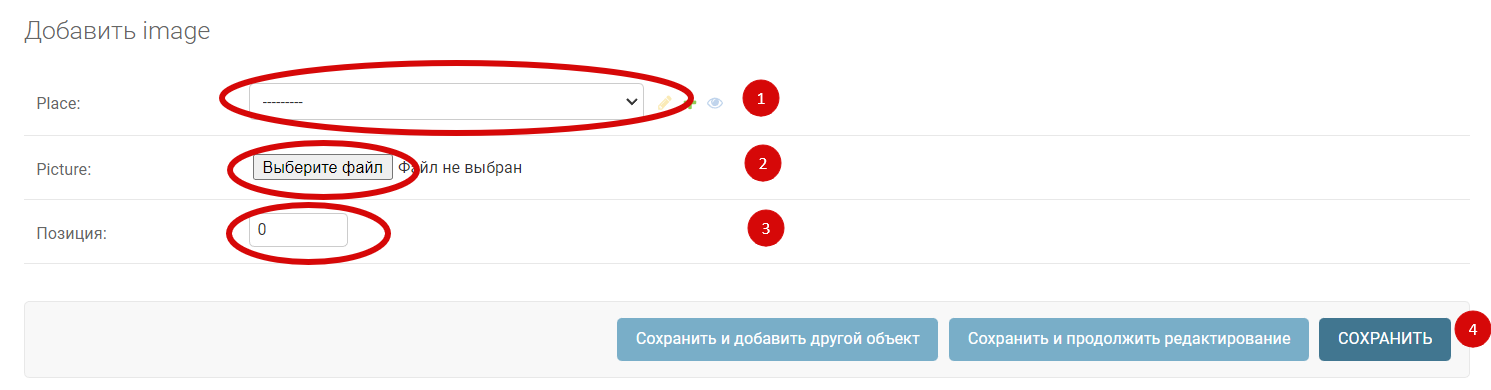 Добавить image
Place: --------- 1
Picture: Выберите файл Файл не выбран 2
Позиция: 0 3
Сохранить и добавить другой объект Сохранить и продолжить редактирование СОХРАНИТЬ 4